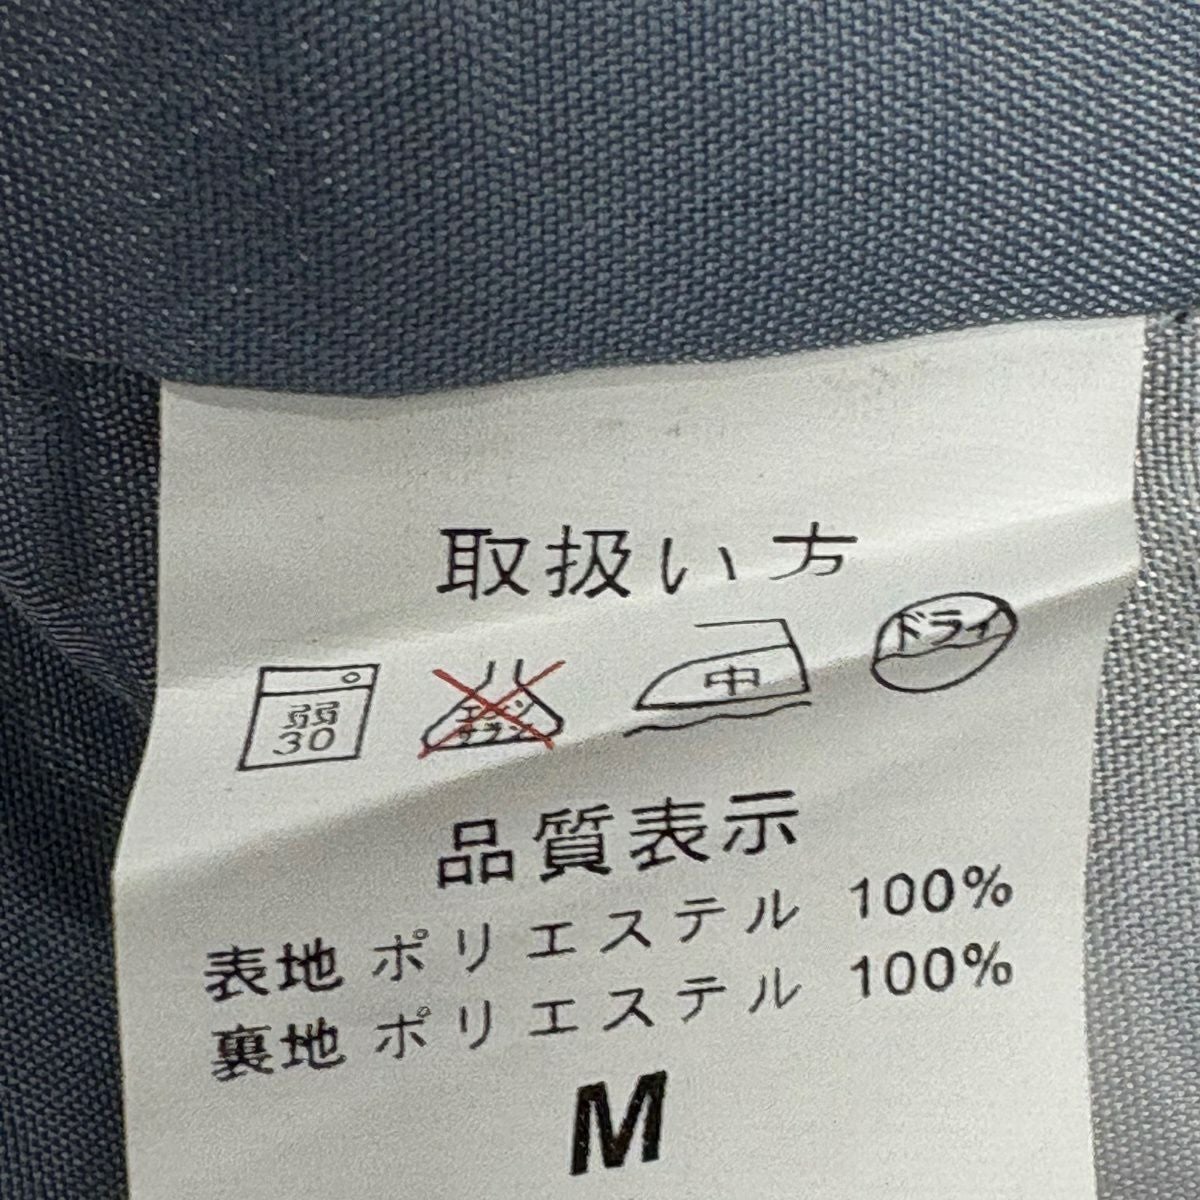 取扱い方
弱
30
エンソ
サラシ
中
ドライ
品質表示
表地 ポリエステル 100%
裏地 ポリエステル 100%
M